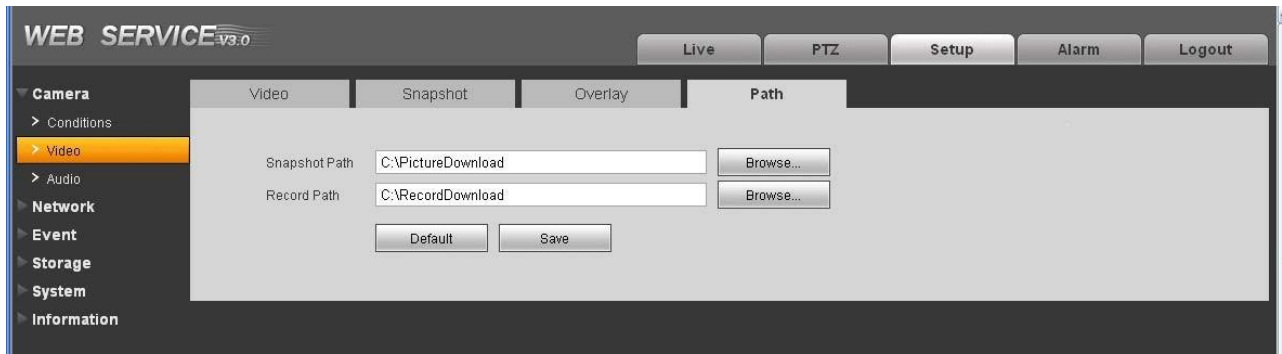 WEB SERVICE V3.0
Live PTZ Setup Alarm Logout
Camera
> Conditions
> Video
> Audio
Network
Event
Storage
System
Information
Video Snapshot Overlay Path
Snapshot Path C:\PictureDownload Browse...
Record Path C:\RecordDownload Browse...
Default Save